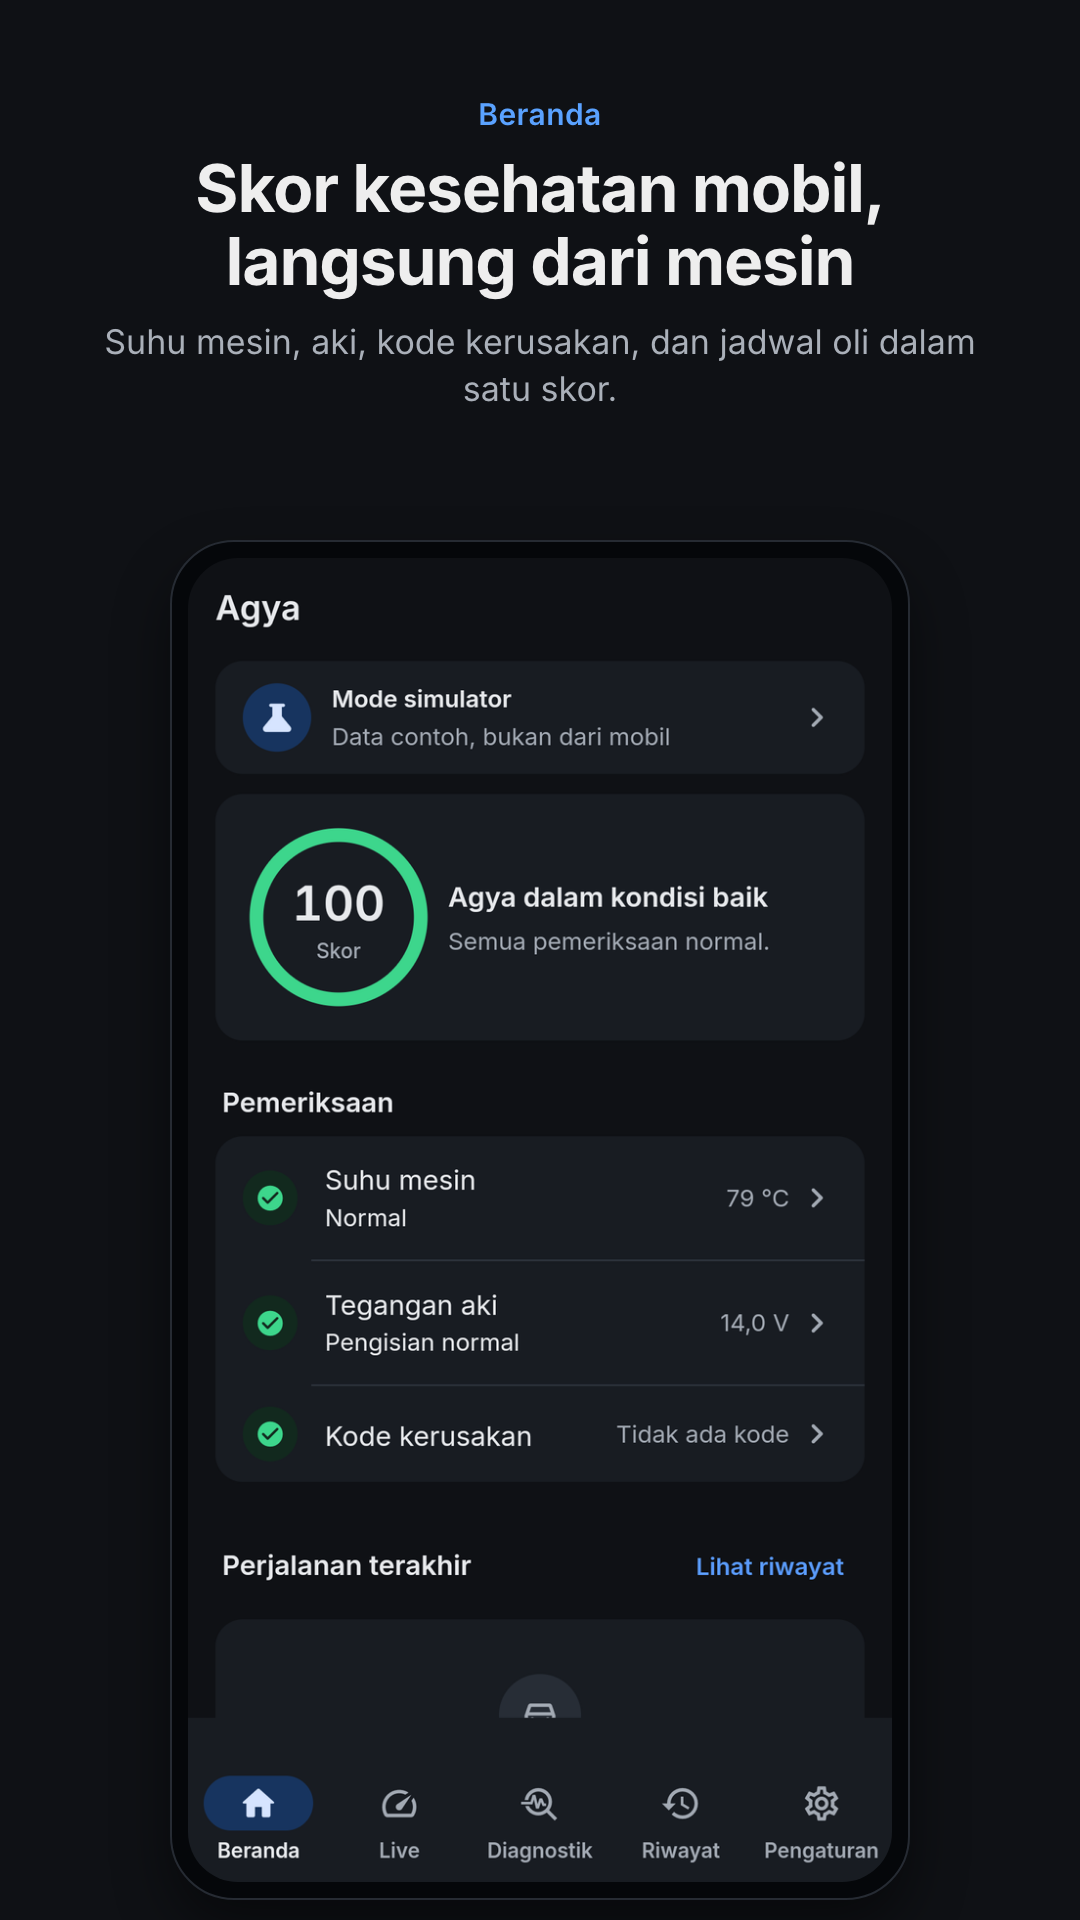 Beranda
Skor kesehatan mobil,
langsung dari mesin
Suhu mesin, aki, kode kerusakan, dan jadwal oli dalam
satu skor.
Agya
Mode simulator
Data contoh, bukan dari mobil
100
Skor
Agya dalam kondisi baik
Semua pemeriksaan normal.
Pemeriksaan
Suhu mesin
Normal
79 °C
Tegangan aki
Pengisian normal
14,0 V
Kode kerusakan
Tidak ada kode
Perjalanan terakhir
Lihat riwayat
Beranda
Live
Diagnostik
Riwayat
Pengaturan